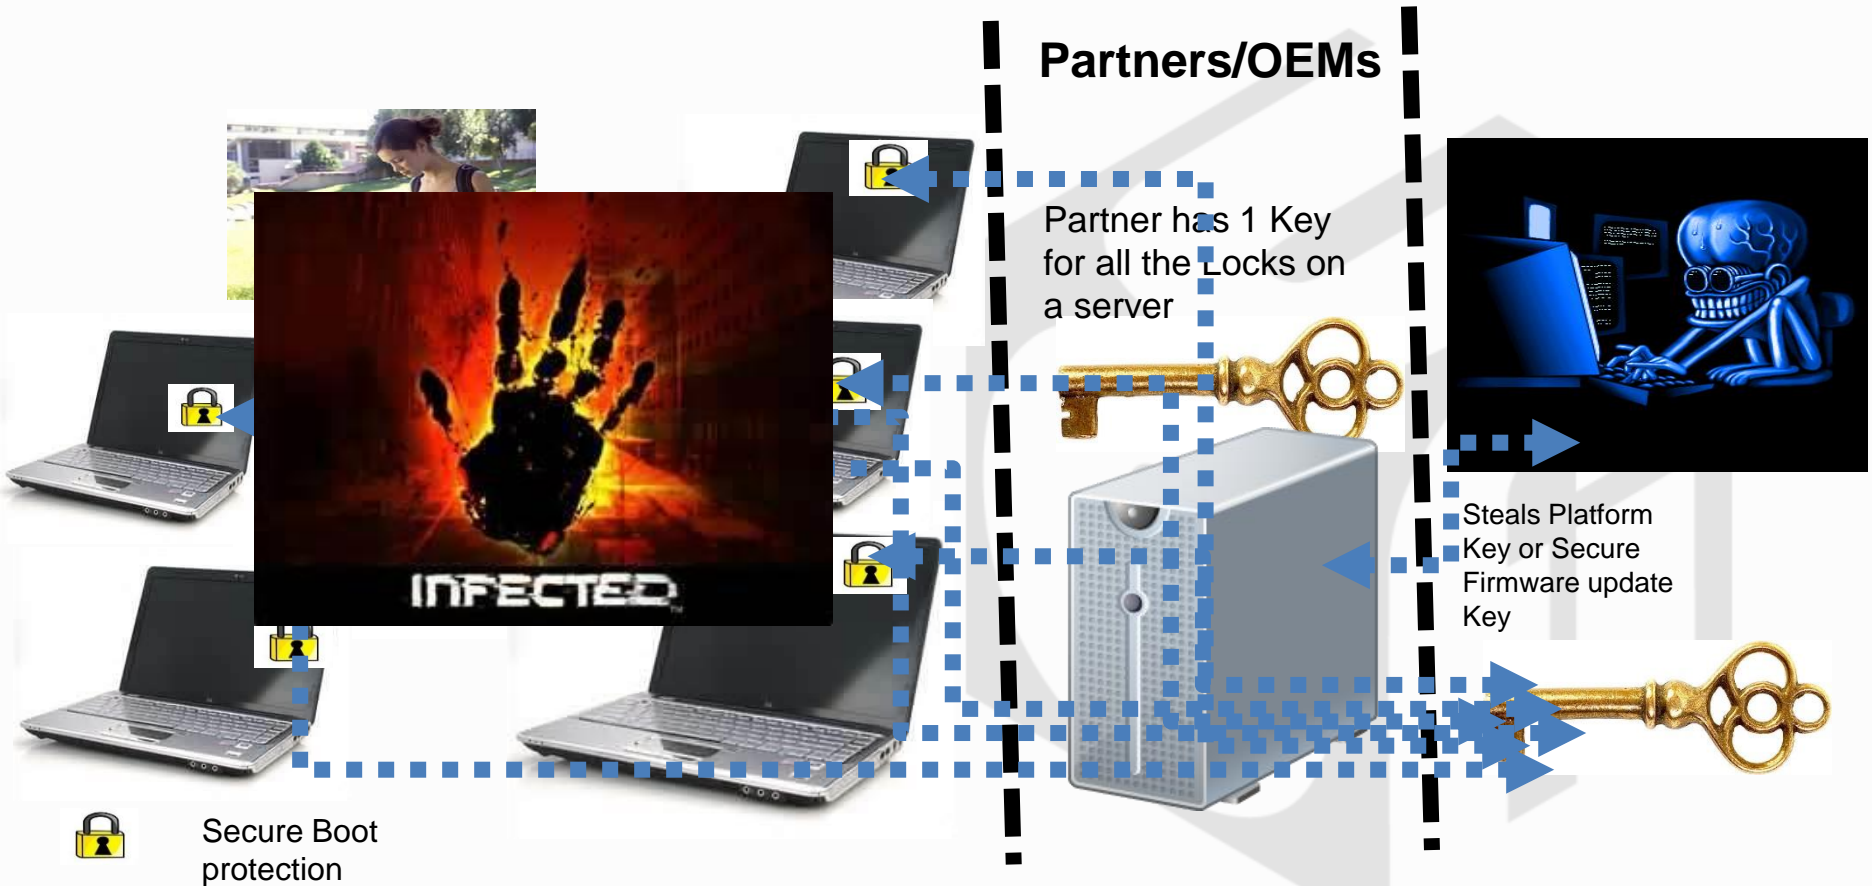 Partners/OEMs
Partner has 1 Key
for all the Locks on
a server
INFECTED™
Steals Platform
Key or Secure
Firmware update
Key
Secure Boot
protection